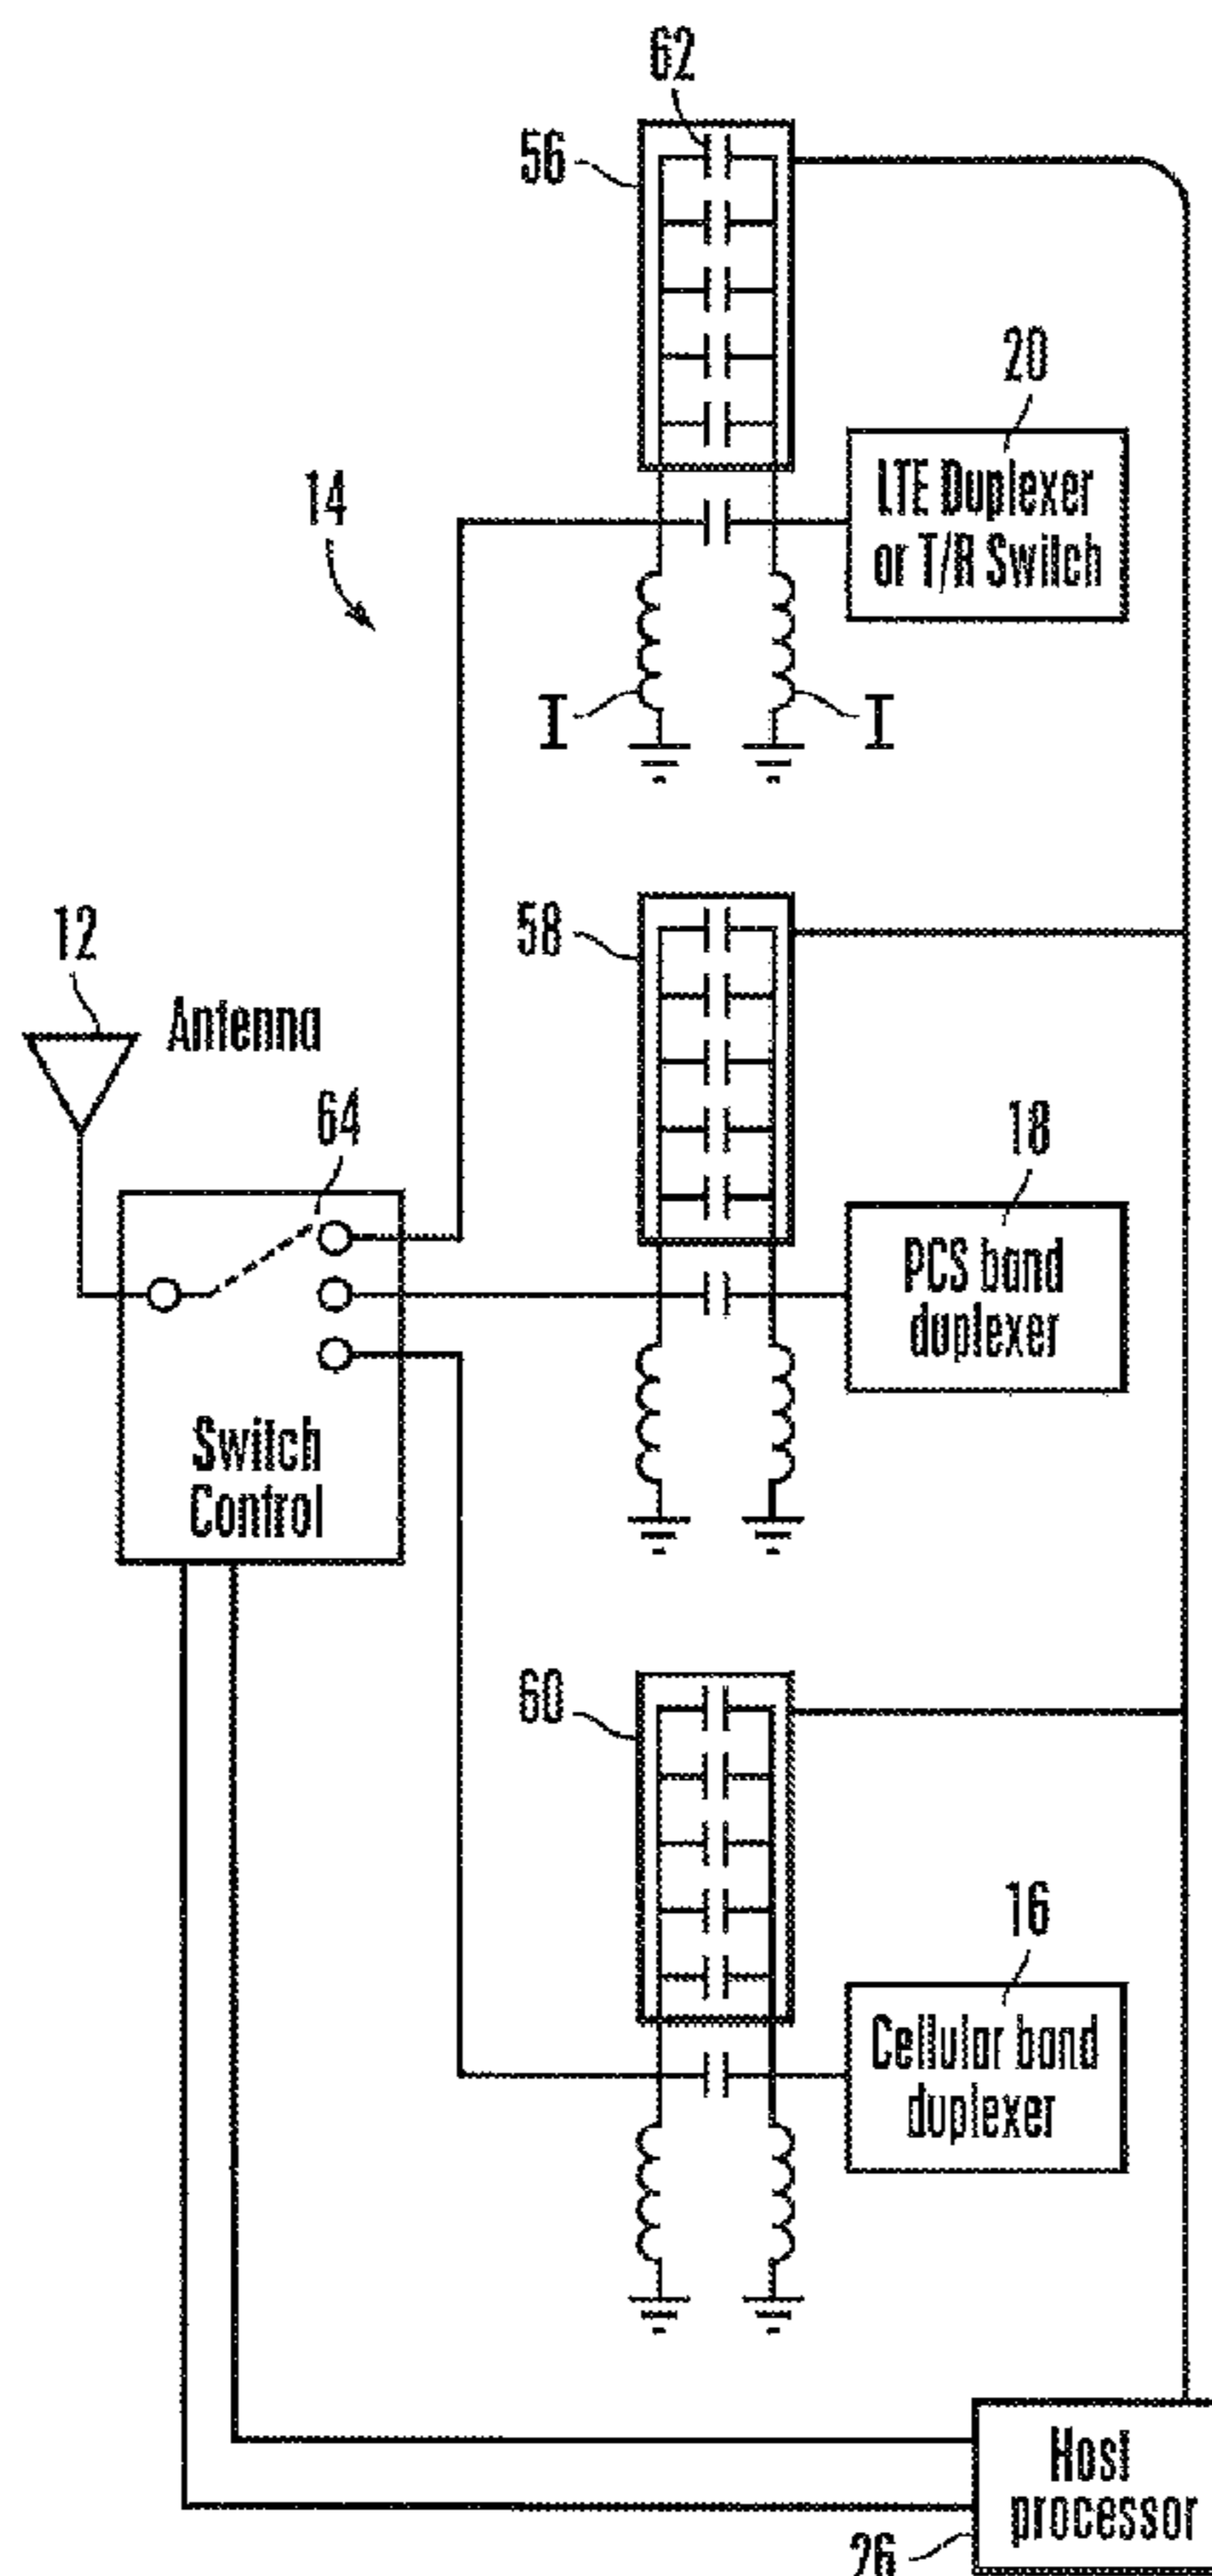 62
56
20
LTE Duplexer
or T/R Switch
14
I
I
58
12
Antenna
64
18
PCS band
duplexer
Switch
Control
60
16
Cellular band
duplexer
Host
processor
26